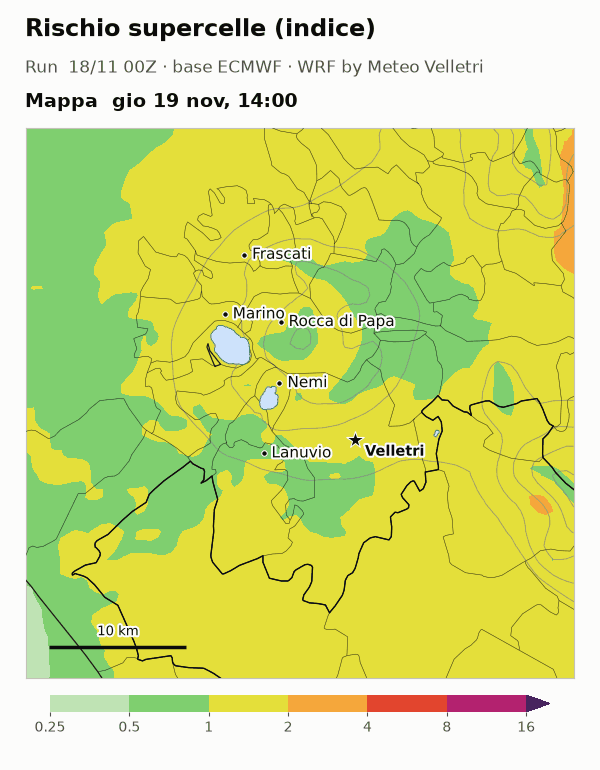 Rischio supercelle (indice)
Run  18/11 00Z · base ECMWF · WRF by Meteo Velletri
Mappa  gio 19 nov, 14:00
Frascati
Marino
Rocca di Papa
Nemi
Velletri
Lanuvio
10 km
0.25 0.5 1 2 4 8 16